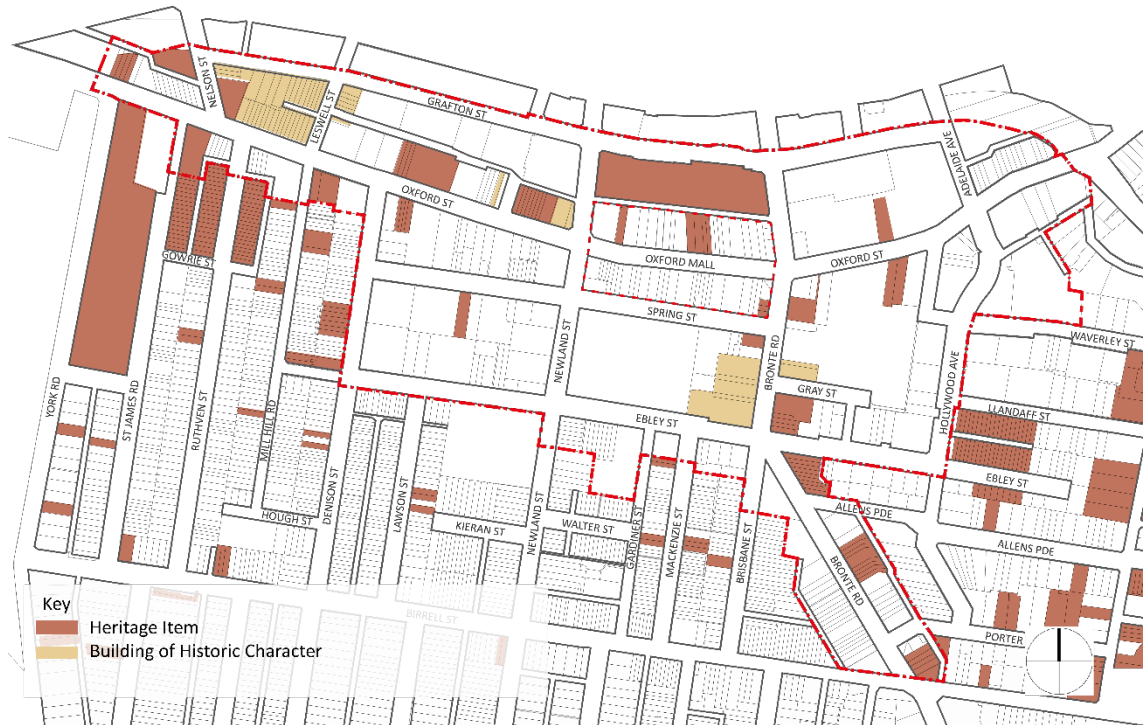 NELSON ST
LESWELL ST
GRAFTON ST
ADELAIDE AVE
OXFORD ST
OXFORD MALL
OXFORD ST
GOWRIE ST
SPRING ST
WAVERLEY ST
NEWLAND ST
BRONTE RD
GRAY ST
HOLLYWOOD AVE
LLANDAFF ST
YORK RD
ST JAMES RD
RUTHVEN ST
MILL HILL RD
DENISON ST
LAWSON ST
EBLEY ST
EBLEY ST
HOUGH ST
KIERAN ST
NEWLAND ST
WALTER ST
GARDINER ST
MACKENZIE ST
BRISBANE ST
ALLENS PDE
ALLENS PDE
BRONTE RD
BIRRELL ST
PORTER
Key
Heritage Item
Building of Historic Character